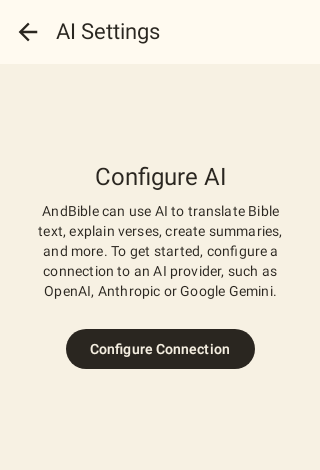 AI Settings
Configure AI
AndBible can use AI to translate Bible
text, explain verses, create summaries,
and more. To get started, configure a
connection to an AI provider, such as
OpenAI, Anthropic or Google Gemini.
Configure Connection